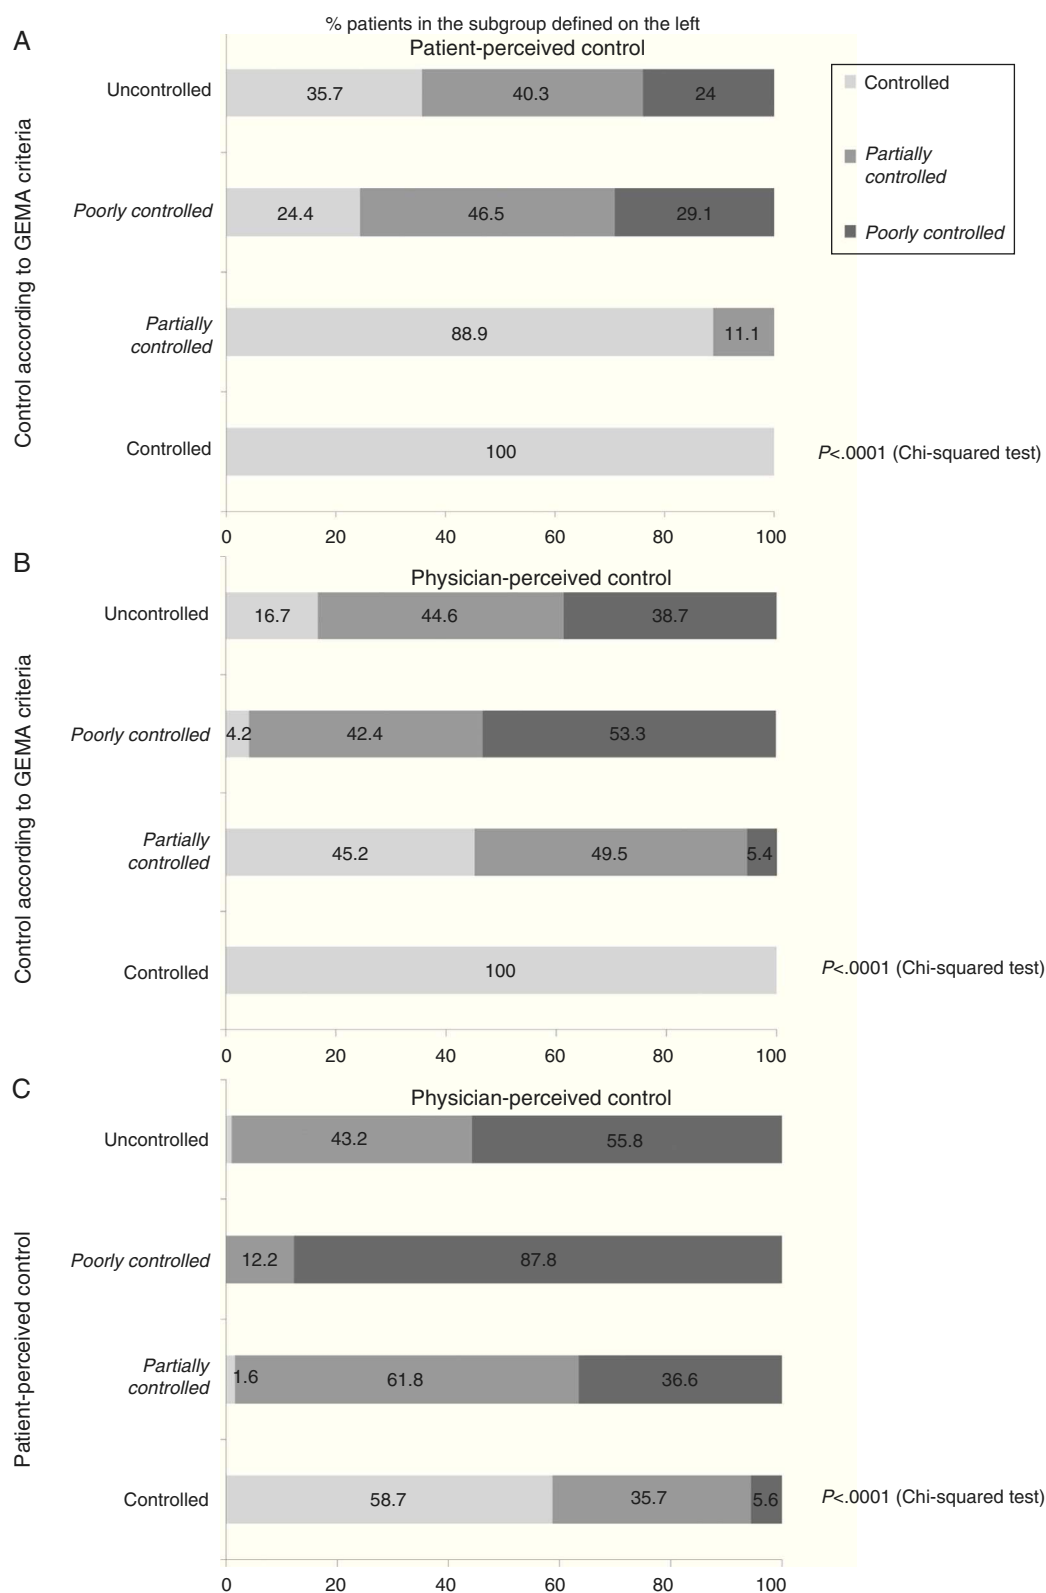 % patients in the subgroup defined on the left
A
Patient-perceived control
Control according to GEMA criteria
Uncontrolled
35.7
40.3
24
Poorly controlled
24.4
46.5
29.1
Partially
controlled
88.9
11.1
Controlled
100
0
20
40
60
80
100
Controlled
Partially
controlled
Poorly controlled
P<.0001 (Chi-squared test)
B
Physician-perceived control
Control according to GEMA criteria
Uncontrolled
16.7
44.6
38.7
Poorly controlled
4.2
42.4
53.3
Partially
controlled
45.2
49.5
5.4
Controlled
100
P<.0001 (Chi-squared test)
0
20
40
60
80
100
C
Physician-perceived control
Patient-perceived control
Uncontrolled
43.2
55.8
Poorly controlled
12.2
87.8
Partially
controlled
1.6
61.8
36.6
Controlled
58.7
35.7
5.6
P<.0001 (Chi-squared test)
0
20
40
60
80
100